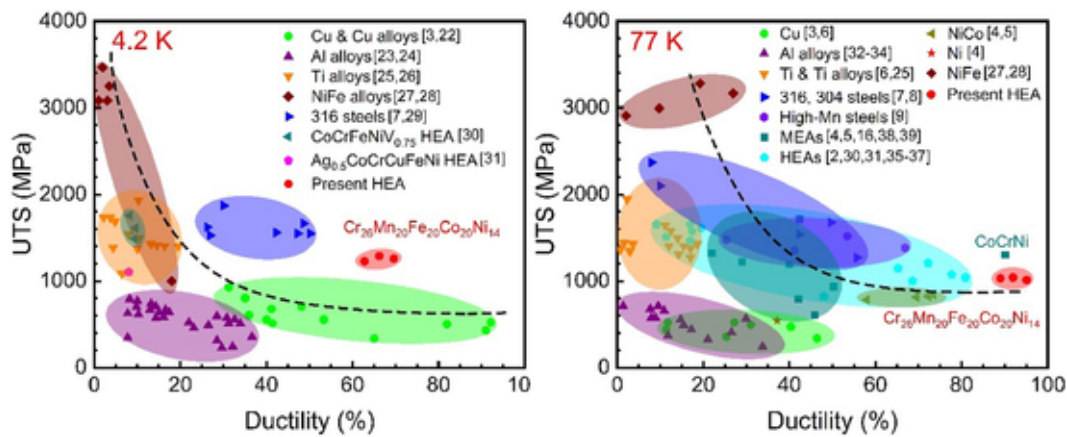 4.2 K
Cu & Cu alloys [3,22]
Al alloys [23,24]
Ti alloys [25,26]
NiFe alloys [27,28]
316 steels [7,29]
CoCrFeNiV0.75 HEA [30]
Ag0.5CoCrCuFeNi HEA [31]
Present HEA
Cr26Mn20Fe20Co20Ni14
UTS (MPa)
4000
3000
2000
1000
0
0 20 40 60 80 10
Ductility (%)
77 K
Cu [3,6]
Al alloys [32-34]
Ti & Ti alloys [6,25]
316, 304 steels [7,8]
High-Mn steels [9]
MEAs [4,5,16,38,39]
HEAs [2,30,31,35-37]
NiCo [4,5]
Ni [4]
NiFe [27,28]
Present HEA
CoCrNi
Cr26Mn20Fe20Co20Ni14
UTS (MPa)
4000
3000
2000
1000
0
0 20 40 60 80 100
Ductility (%)